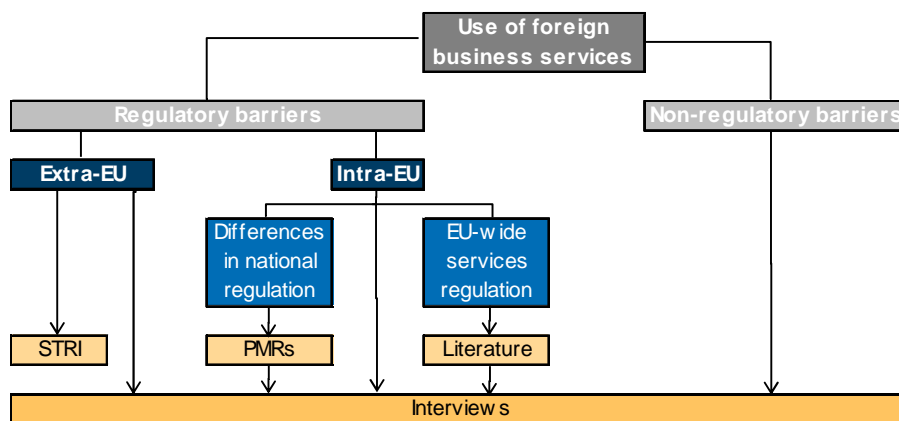 Use of foreign
business services
Regulatory barriers
Non-regulatory barriers
Extra-EU
Intra-EU
Differences
in national
regulation
EU-wide
services
regulation
STRI
PMRs
Literature
Interviews